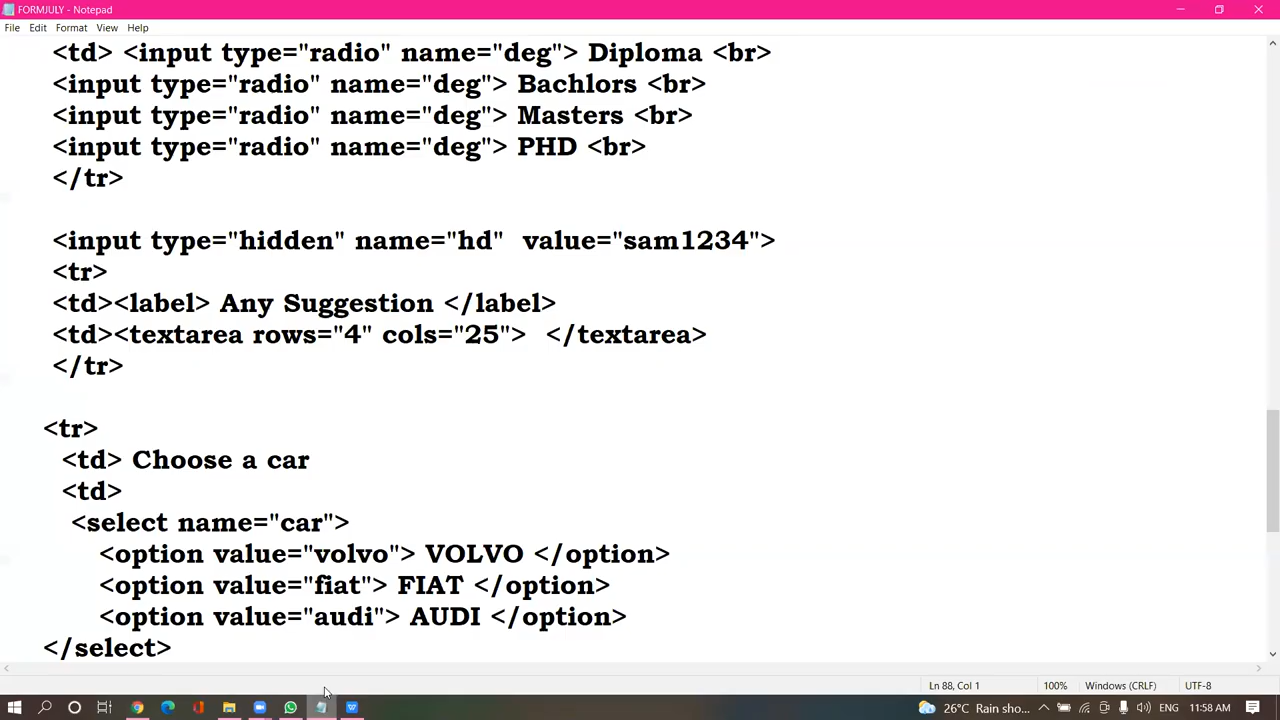 FORMJULY - Notepad
File Edit Format View Help
<td> <input type="radio" name="deg"> Diploma <br>
<input type="radio" name="deg"> Bachlors <br>
<input type="radio" name="deg"> Masters <br>
<input type="radio" name="deg"> PHD <br>
</tr>
<input type="hidden" name="hd" value="sam1234">
<tr>
<td><label> Any Suggestion </label>
<td><textarea rows="4" cols="25"> </textarea>
</tr>
<tr>
<td> Choose a car
<td>
<select name="car">
<option value="volvo"> VOLVO </option>
<option value="fiat"> FIAT </option>
<option value="audi"> AUDI </option>
</select>
Ln 88, Col 1 100% Windows (CRLF) UTF-8
26°C Rain sho... 11:58 AM